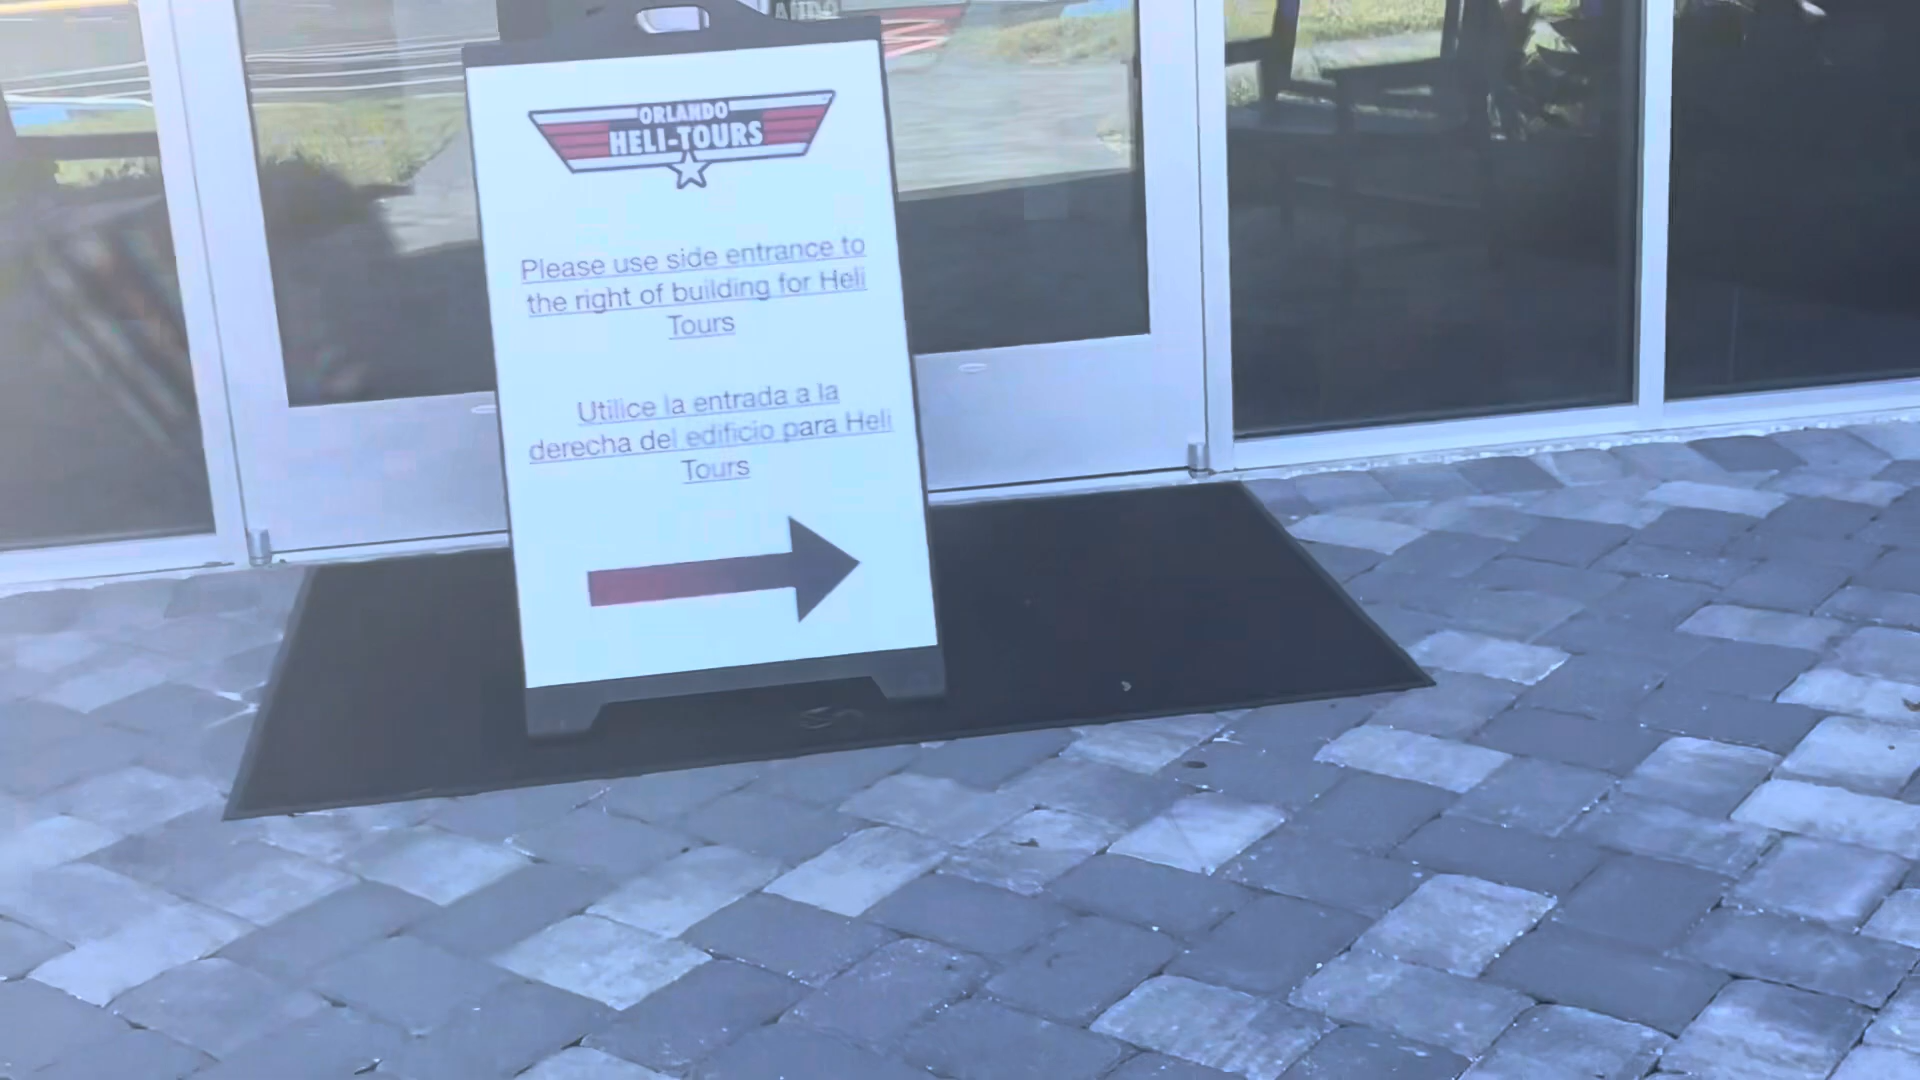 ORLANDO
HELI-TOURS
Please use side entrance to
the right of building for Heli
Tours
Utilice la entrada a la
derecha del edificio para Heli
Tours